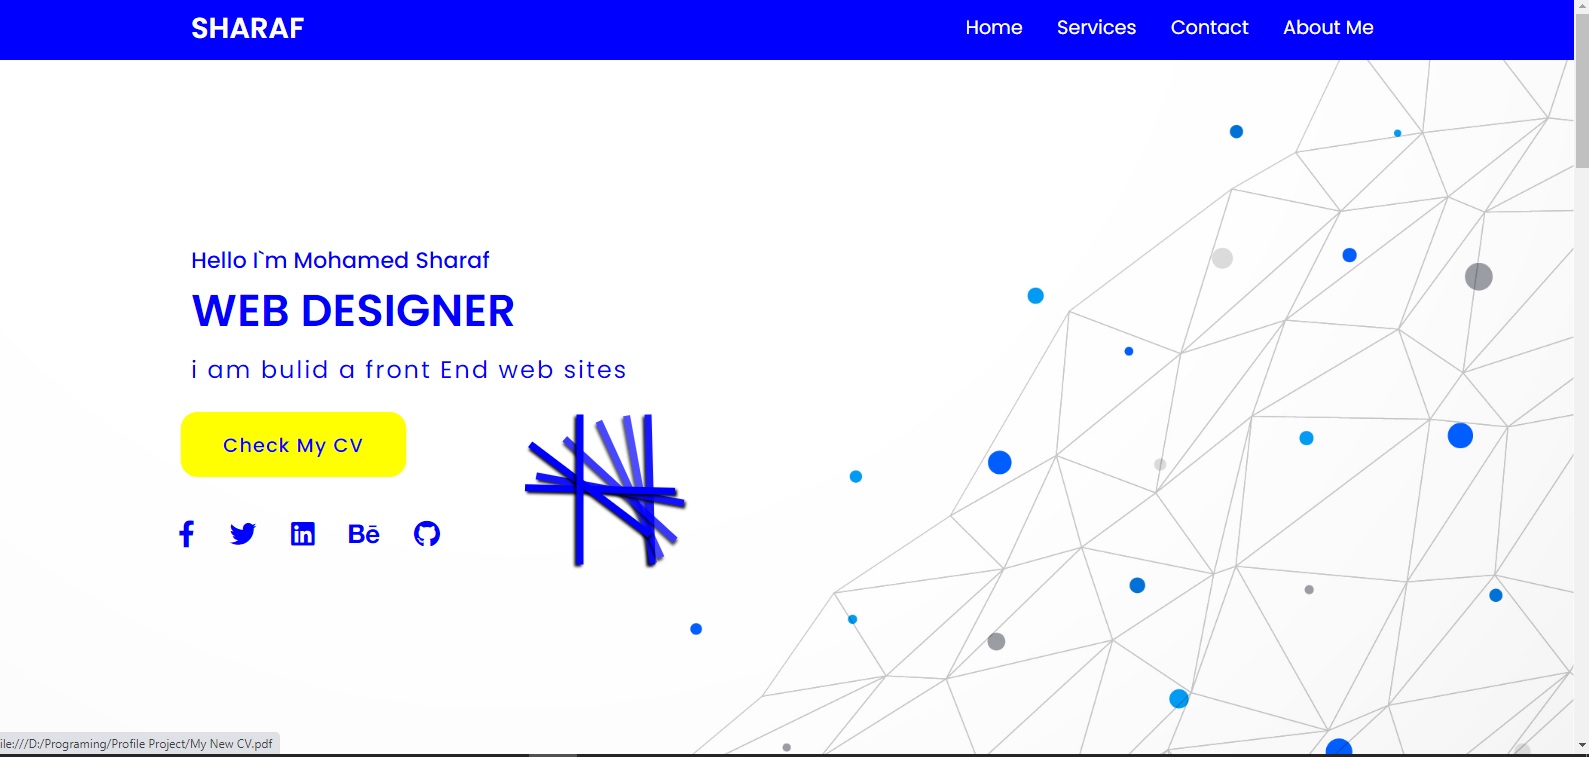 SHARAF
Home Services Contact About Me
Hello I`m Mohamed Sharaf
WEB DESIGNER
i am bulid a front End web sites
Check My CV
Bē
ile:///D:/Programing/Profile Project/My New CV.pdf